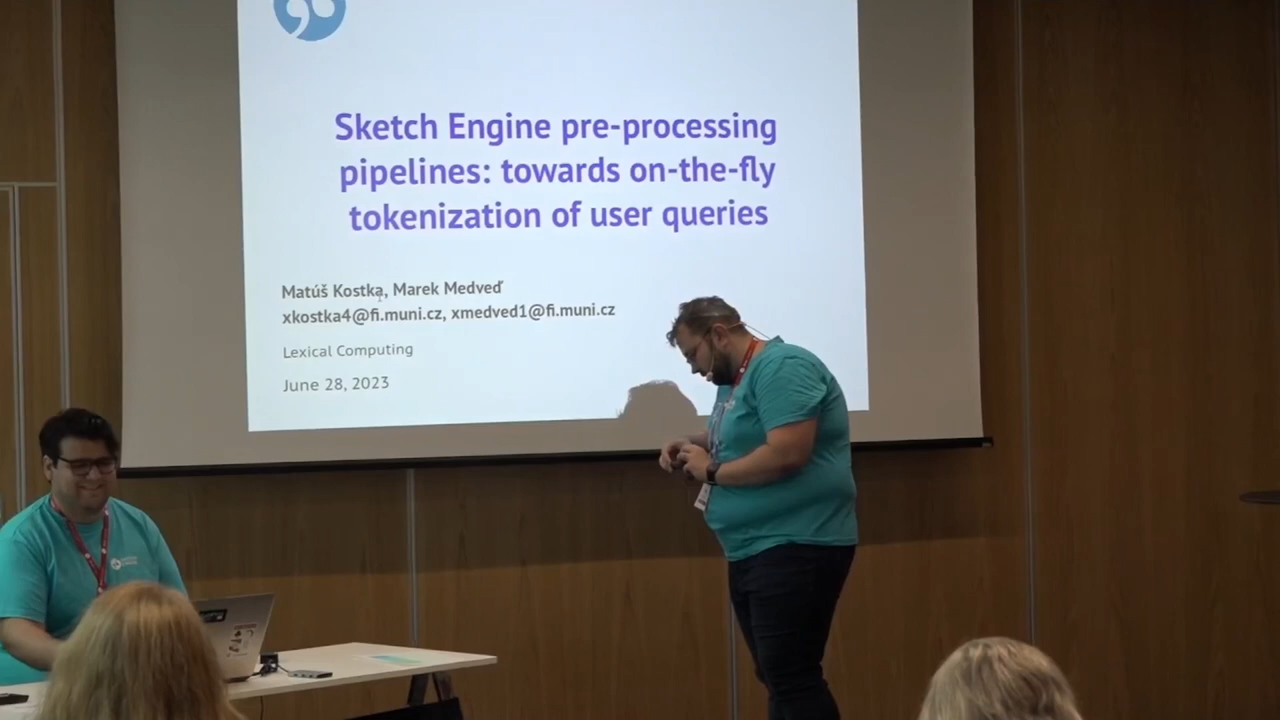 Sketch Engine pre-processing
pipelines: towards on-the-fly
tokenization of user queries
Matúš Kostka, Marek Medveď
xkostka4@fi.muni.cz, xmedved1@fi.muni.cz
Lexical Computing
June 28, 2023